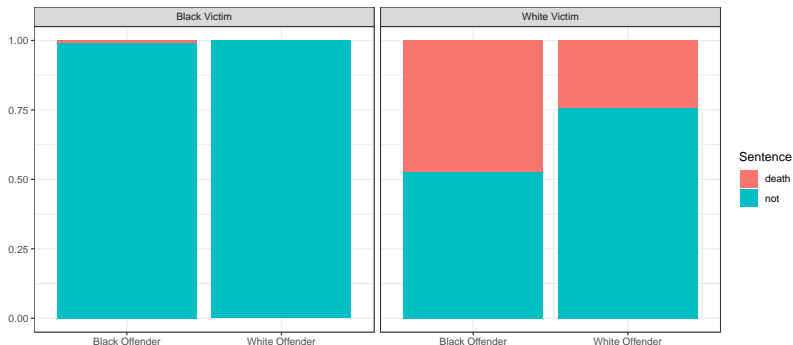 Black Victim
White Victim
1.00
0.75
0.50
0.25
0.00
Black Offender
White Offender
Black Offender
White Offender
Sentence
death
not